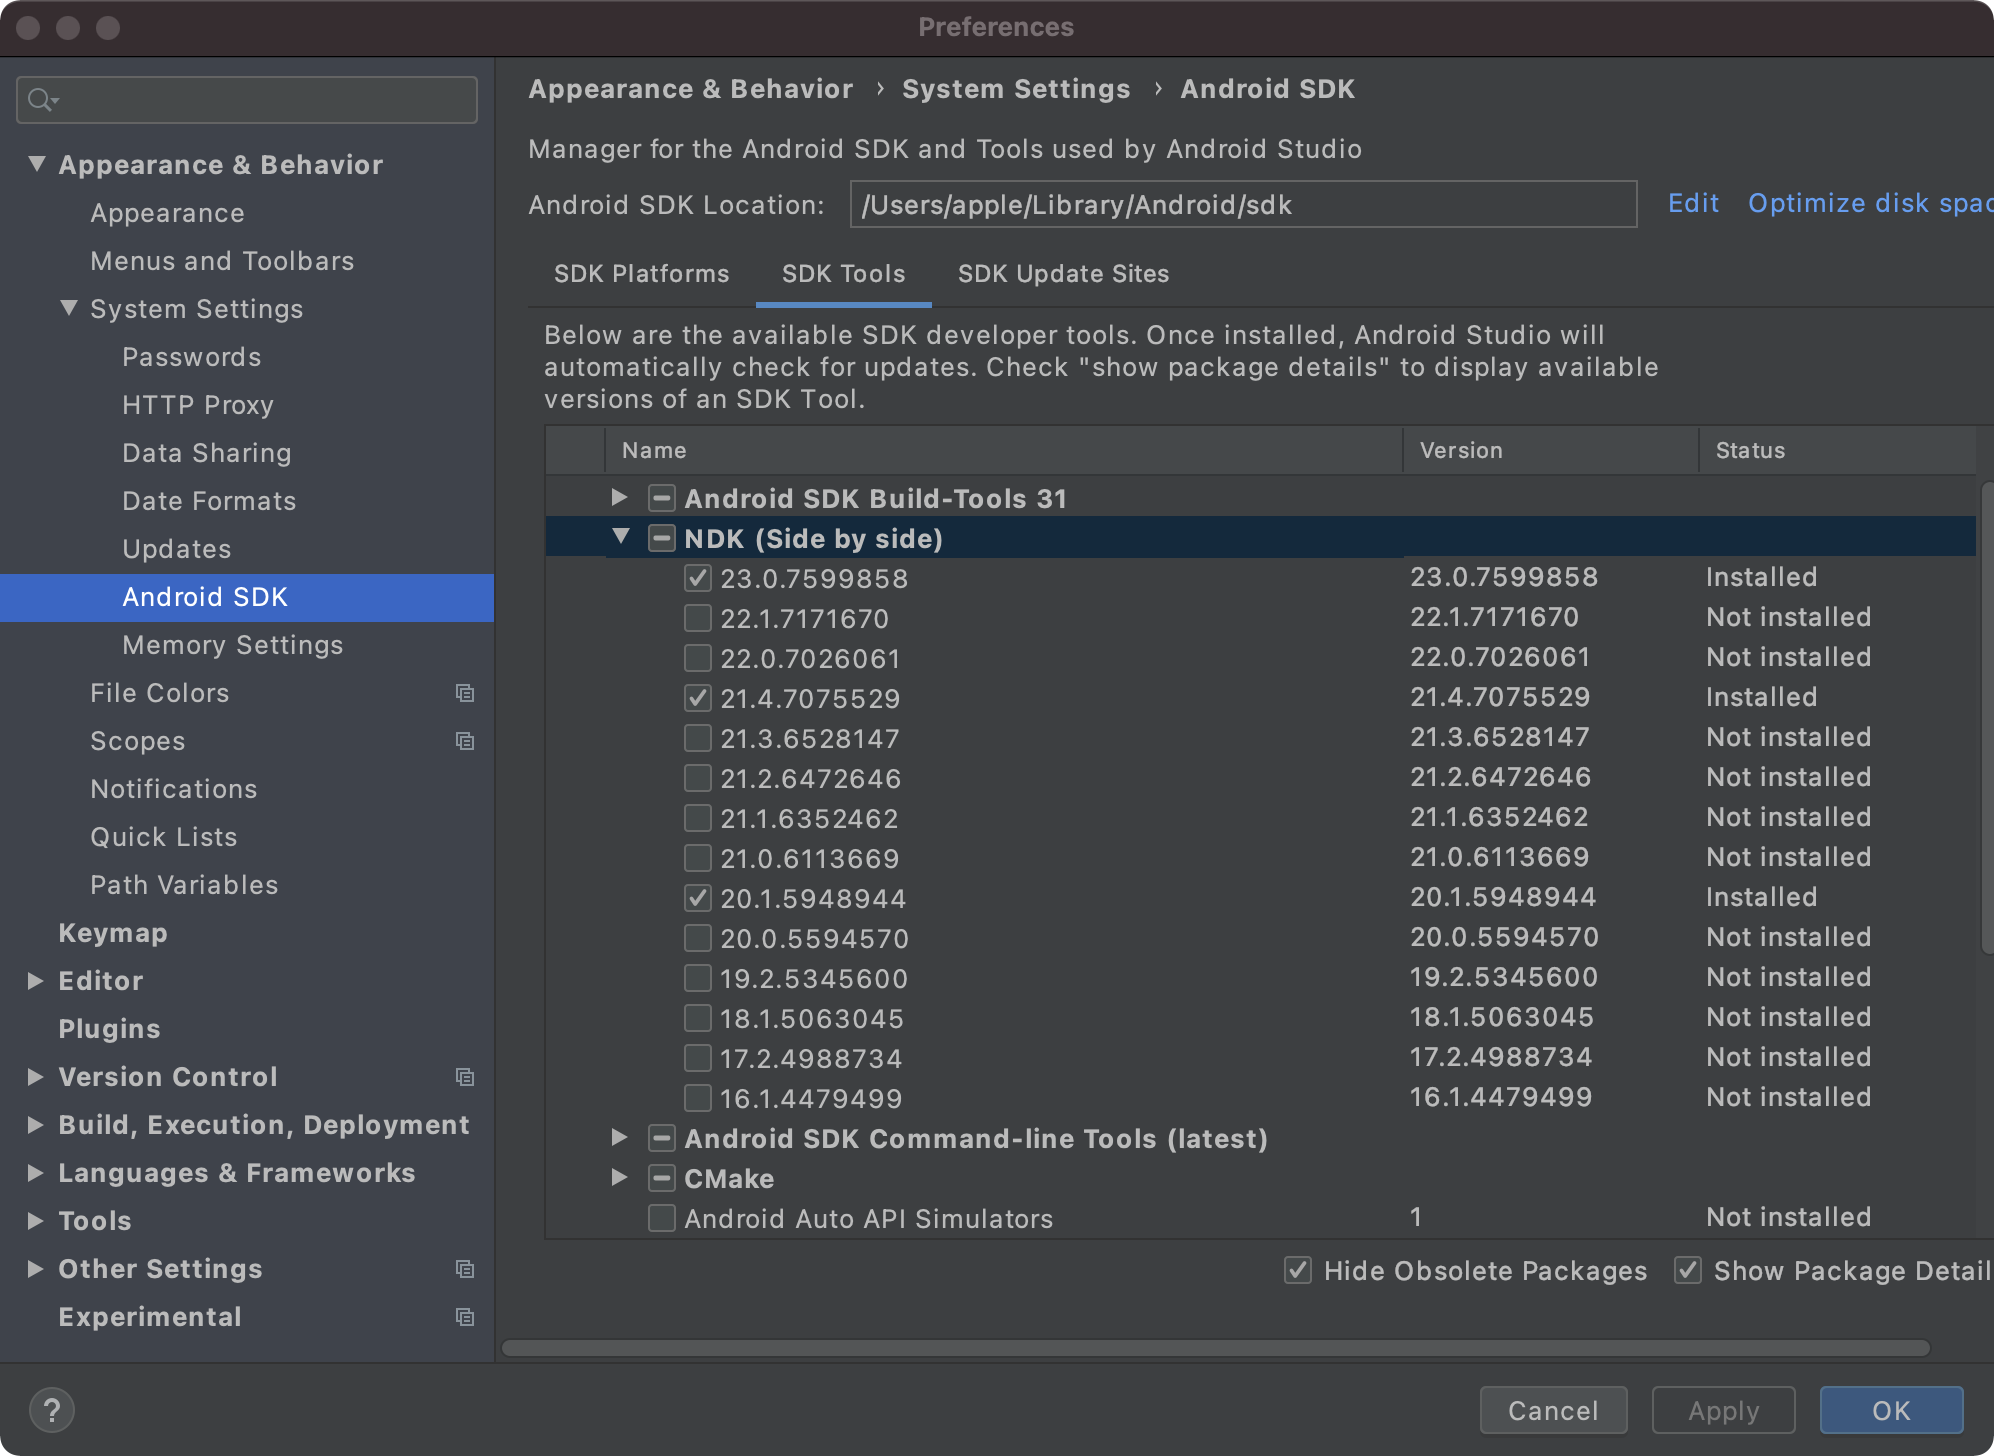 Preferences
Appearance & Behavior
Appearance
Menus and Toolbars
System Settings
Passwords
HTTP Proxy
Data Sharing
Date Formats
Updates
Android SDK
Memory Settings
File Colors
Scopes
Notifications
Quick Lists
Path Variables
Keymap
Editor
Plugins
Version Control
Build, Execution, Deployment
Languages & Frameworks
Tools
Other Settings
Experimental
Appearance & Behavior › System Settings › Android SDK
Manager for the Android SDK and Tools used by Android Studio
Android SDK Location: /Users/apple/Library/Android/sdk Edit Optimize disk spac
SDK Platforms SDK Tools SDK Update Sites
Below are the available SDK developer tools. Once installed, Android Studio will
automatically check for updates. Check "show package details" to display available
versions of an SDK Tool.
Name Version Status
Android SDK Build-Tools 31
NDK (Side by side)
23.0.7599858 23.0.7599858 Installed
22.1.7171670 22.1.7171670 Not installed
22.0.7026061 22.0.7026061 Not installed
21.4.7075529 21.4.7075529 Installed
21.3.6528147 21.3.6528147 Not installed
21.2.6472646 21.2.6472646 Not installed
21.1.6352462 21.1.6352462 Not installed
21.0.6113669 21.0.6113669 Not installed
20.1.5948944 20.1.5948944 Installed
20.0.5594570 20.0.5594570 Not installed
19.2.5345600 19.2.5345600 Not installed
18.1.5063045 18.1.5063045 Not installed
17.2.4988734 17.2.4988734 Not installed
16.1.4479499 16.1.4479499 Not installed
Android SDK Command-line Tools (latest)
CMake
Android Auto API Simulators 1 Not installed
Hide Obsolete Packages Show Package Detail
? Cancel Apply OK